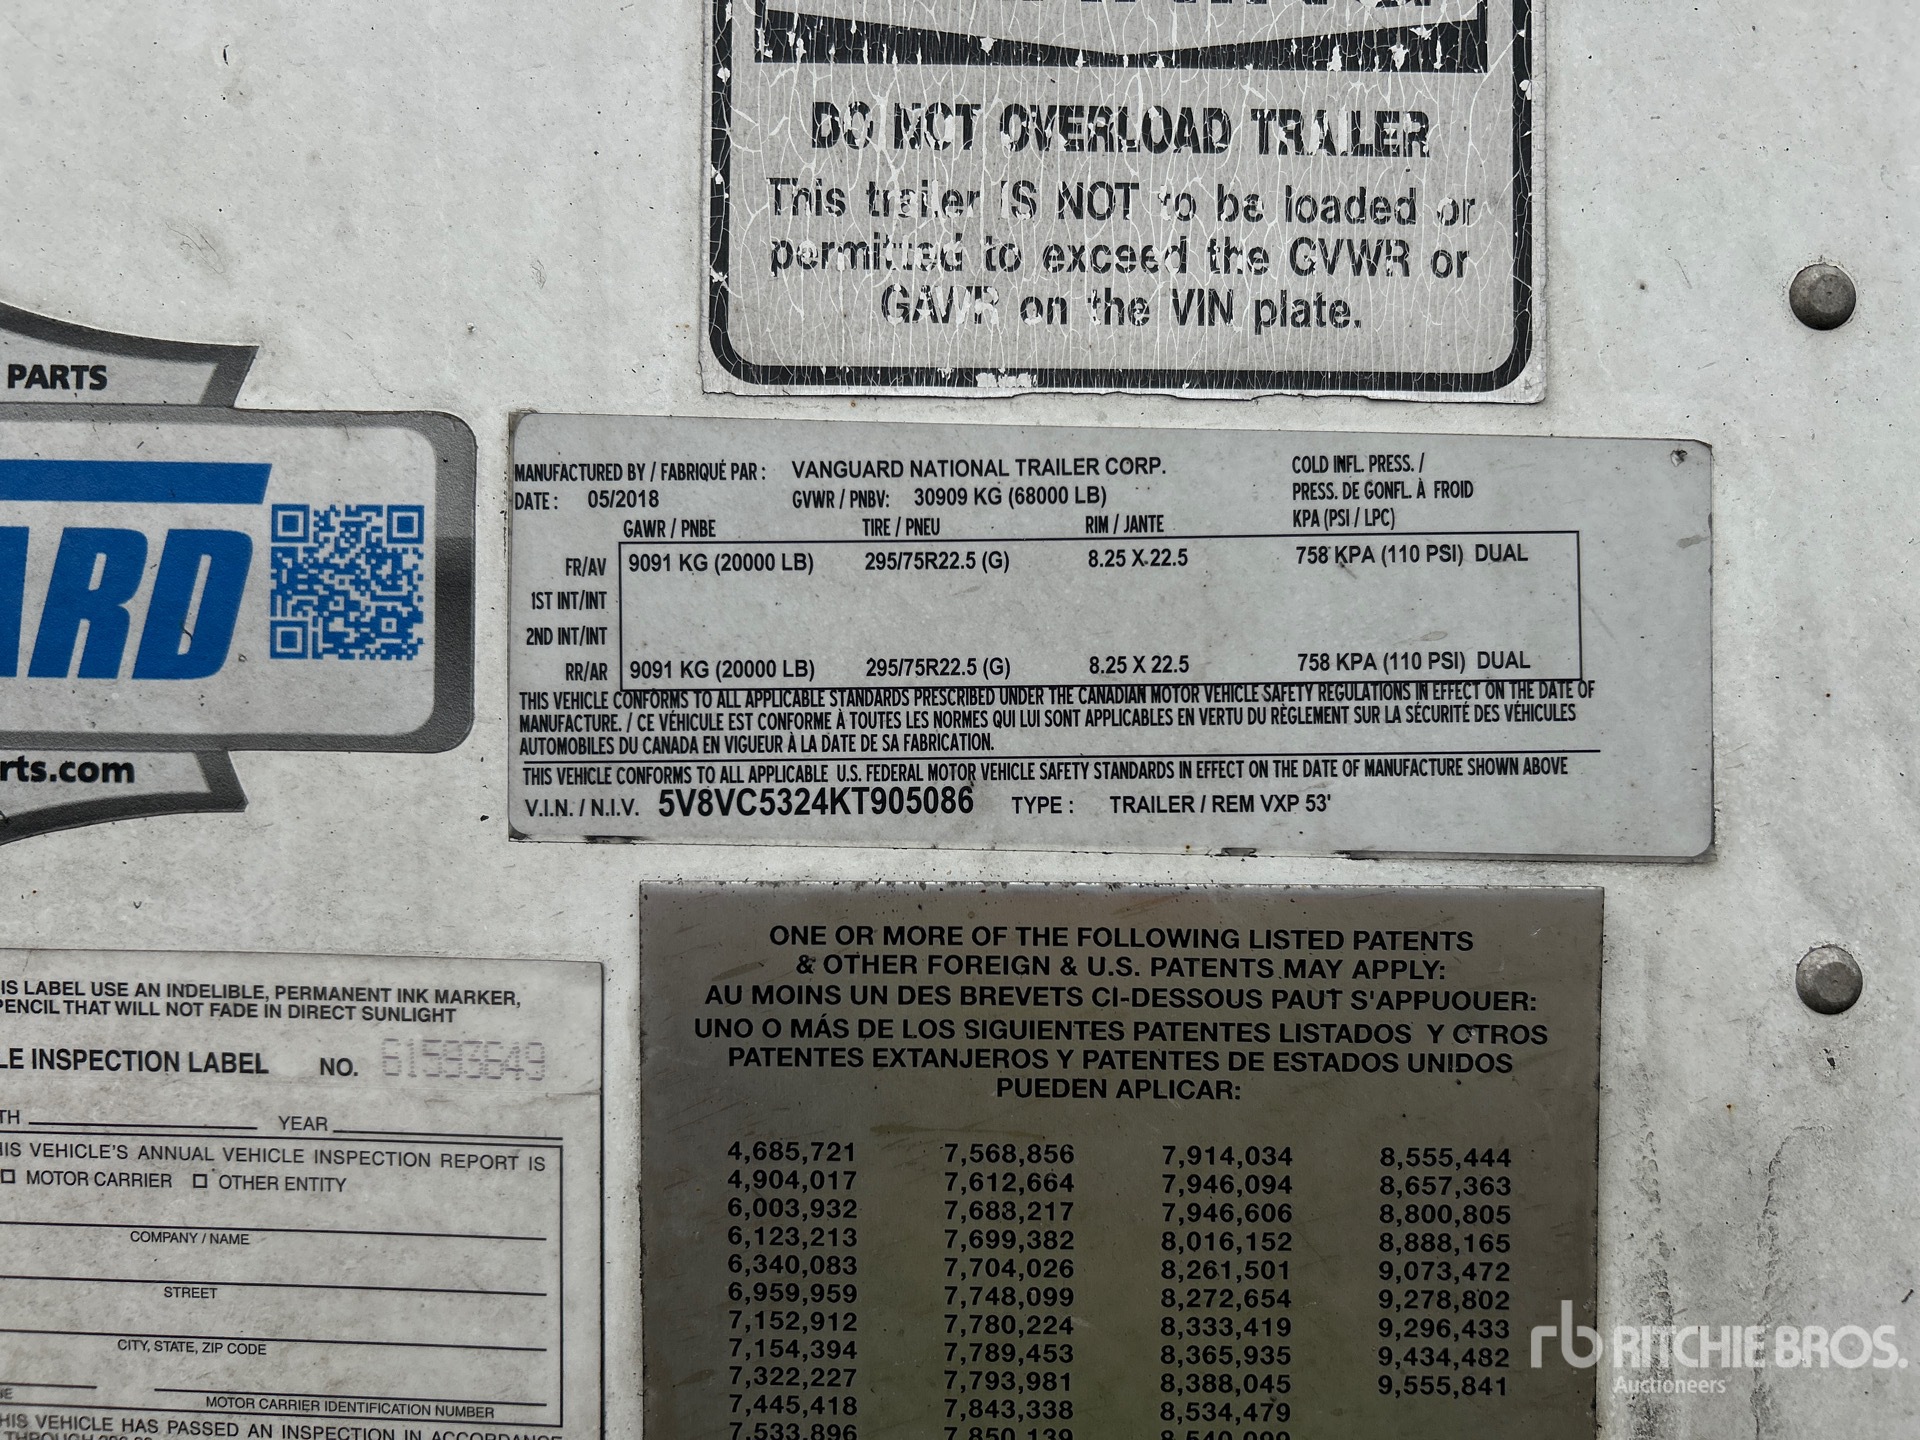 DO NOT OVERLOAD TRAILER
This trailer IS NOT to be loaded or
permitted to exceed the GVWR or
GAWR on the VIN plate.
PARTS
ARD
rts.com
MANUFACTURED BY / FABRIQUÉ PAR : VANGUARD NATIONAL TRAILER CORP.
DATE : 05/2018 GVWR / PNBV: 30909 KG (68000 LB)
COLD INFL. PRESS. /
PRESS. DE GONFL. À FROID
KPA (PSI / LPC)
GAWR / PNBE TIRE / PNEU RIM / JANTE
FR/AV 9091 KG (20000 LB) 295/75R22.5 (G) 8.25 X 22.5 758 KPA (110 PSI) DUAL
1ST INT/INT
2ND INT/INT
RR/AR 9091 KG (20000 LB) 295/75R22.5 (G) 8.25 X 22.5 758 KPA (110 PSI) DUAL
THIS VEHICLE CONFORMS TO ALL APPLICABLE STANDARDS PRESCRIBED UNDER THE CANADIAN MOTOR VEHICLE SAFETY REGULATIONS IN EFFECT ON THE DATE OF
MANUFACTURE. / CE VÉHICULE EST CONFORME À TOUTES LES NORMES QUI LUI SONT APPLICABLES EN VERTU DU RÈGLEMENT SUR LA SÉCURITÉ DES VÉHICULES
AUTOMOBILES DU CANADA EN VIGUEUR À LA DATE DE SA FABRICATION.
THIS VEHICLE CONFORMS TO ALL APPLICABLE U.S. FEDERAL MOTOR VEHICLE SAFETY STANDARDS IN EFFECT ON THE DATE OF MANUFACTURE SHOWN ABOVE
V.I.N. / N.I.V. 5V8VC5324KT905086 TYPE : TRAILER / REM VXP 53'
IS LABEL USE AN INDELIBLE, PERMANENT INK MARKER,
PENCIL THAT WILL NOT FADE IN DIRECT SUNLIGHT
LE INSPECTION LABEL NO. 61583649
TH YEAR
HIS VEHICLE'S ANNUAL VEHICLE INSPECTION REPORT IS
MOTOR CARRIER OTHER ENTITY
COMPANY / NAME
STREET
CITY, STATE, ZIP CODE
MOTOR CARRIER IDENTIFICATION NUMBER
HIS VEHICLE HAS PASSED AN INSPECTION IN ACCORDANCE
ONE OR MORE OF THE FOLLOWING LISTED PATENTS
& OTHER FOREIGN & U.S. PATENTS MAY APPLY:
AU MOINS UN DES BREVETS CI-DESSOUS PAUT S'APPUOUER:
UNO O MÁS DE LOS SIGUIENTES PATENTES LISTADOS Y OTROS
PATENTES EXTANJEROS Y PATENTES DE ESTADOS UNIDOS
PUEDEN APLICAR:
4,685,721 7,568,856 7,914,034 8,555,444
4,904,017 7,612,664 7,946,094 8,657,363
6,003,932 7,683,217 7,946,606 8,800,805
6,123,213 7,699,382 8,016,152 8,888,165
6,340,083 7,704,026 8,261,501 9,073,472
6,959,959 7,748,099 8,272,654 9,278,802
7,152,912 7,780,224 8,333,419 9,296,433
7,154,394 7,789,453 8,365,935 9,434,482
7,322,227 7,793,981 8,388,045 9,555,841
7,445,418 7,843,338 8,534,479
7,533,896 7,850,139 8,540,099
rb RITCHIE BROS.
Auctioneers